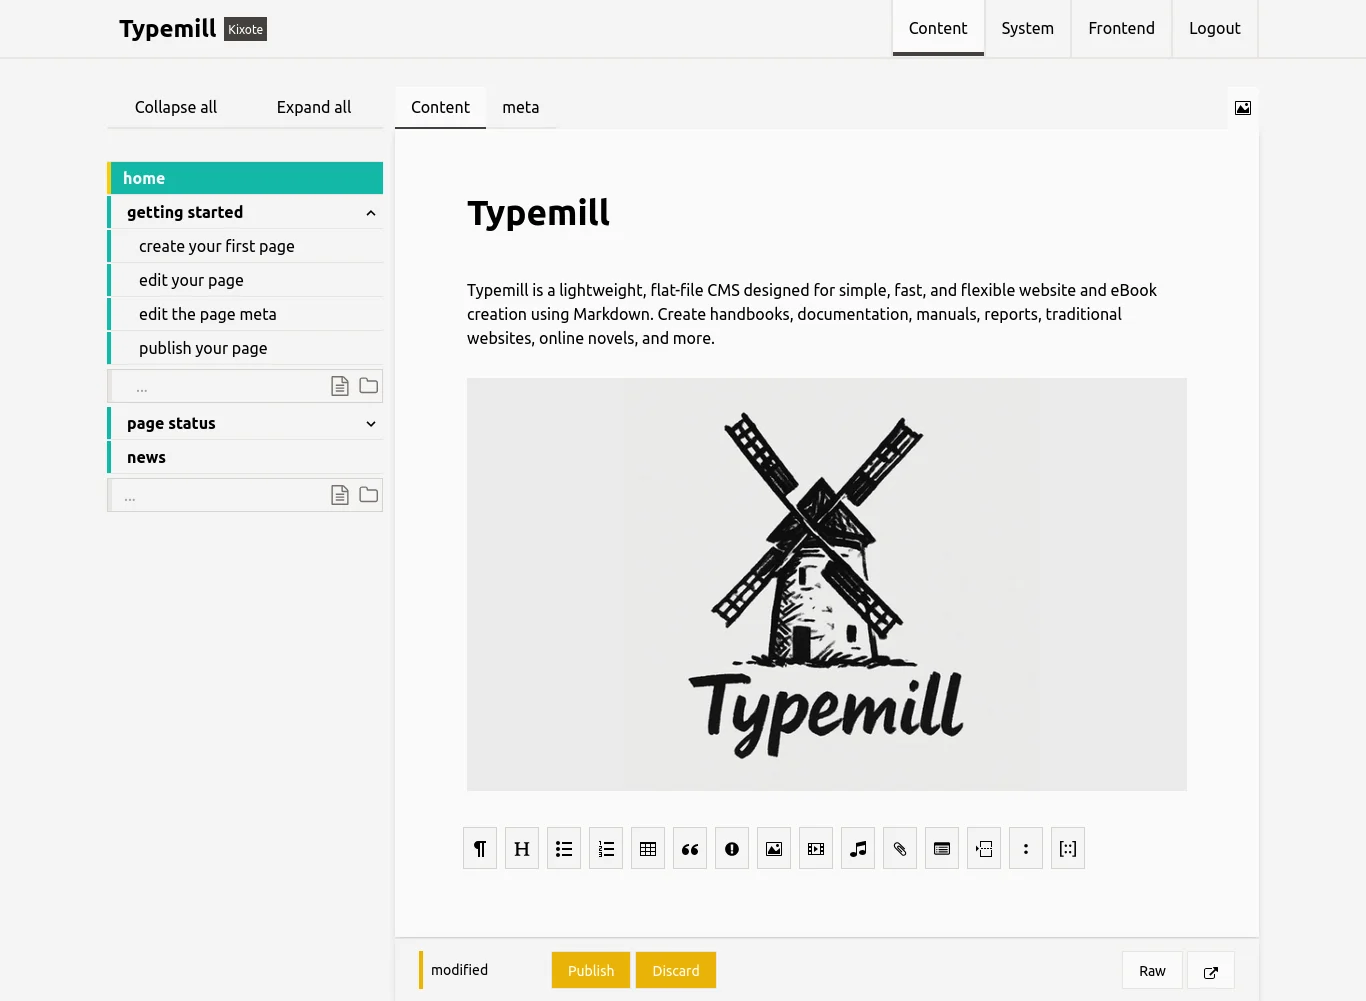 Typemill Kixote
Content System Frontend Logout
Collapse all Expand all
Content meta
home
getting started
create your first page
edit your page
edit the page meta
publish your page
...
page status
news
...
Typemill
Typemill is a lightweight, flat-file CMS designed for simple, fast, and flexible website and eBook
creation using Markdown. Create handbooks, documentation, manuals, reports, traditional
websites, online novels, and more.
Typemill
¶ H : [::]
modified Publish Discard Raw